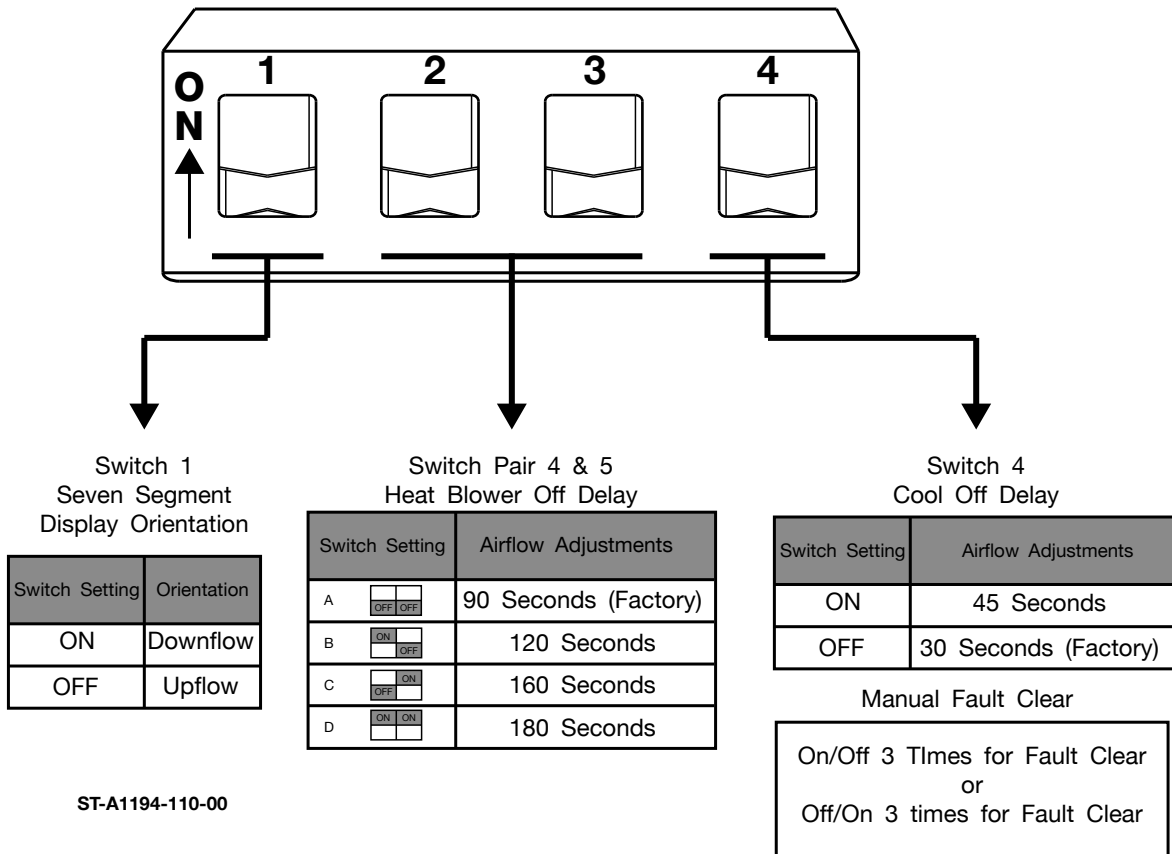 ON
1 2 3 4
Switch 1
Seven Segment
Display Orientation
Switch Setting Orientation
ON Downflow
OFF Upflow
Switch Pair 4 & 5
Heat Blower Off Delay
Switch Setting Airflow Adjustments
A OFF OFF 90 Seconds (Factory)
B ON OFF 120 Seconds
C OFF ON 160 Seconds
D ON ON 180 Seconds
Switch 4
Cool Off Delay
Switch Setting Airflow Adjustments
ON 45 Seconds
OFF 30 Seconds (Factory)
Manual Fault Clear
On/Off 3 TImes for Fault Clear
or
Off/On 3 times for Fault Clear
ST-A1194-110-00